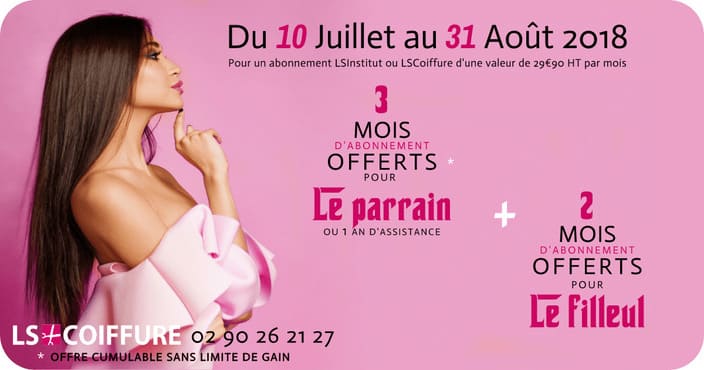 Du 10 Juillet au 31 Août 2018
Pour un abonnement LSInstitut ou LSCoiffure d'une valeur de 29€90 HT par mois
3
MOIS
D'ABONNEMENT
OFFERTS *
POUR
Le parrain
OU 1 AN D'ASSISTANCE
+
2
MOIS
D'ABONNEMENT
OFFERTS
POUR
Le filleul
LS COIFFURE 02 90 26 21 27
* OFFRE CUMULABLE SANS LIMITE DE GAIN